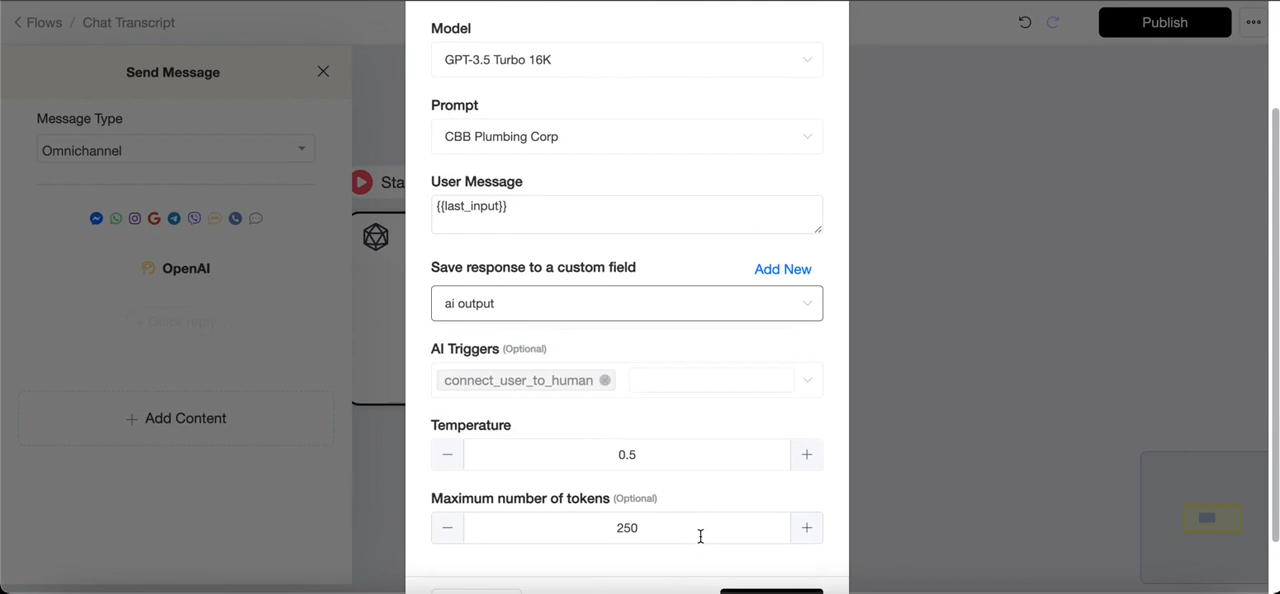 Flows / Chat Transcript
Publish
Send Message
Message Type
Omnichannel
OpenAI
+ Quick reply
+ Add Content
Sta
Model
GPT-3.5 Turbo 16K
Prompt
CBB Plumbing Corp
User Message
{{last_input}}
Save response to a custom field
Add New
ai output
AI Triggers (Optional)
connect_user_to_human
Temperature
0.5
Maximum number of tokens (Optional)
250